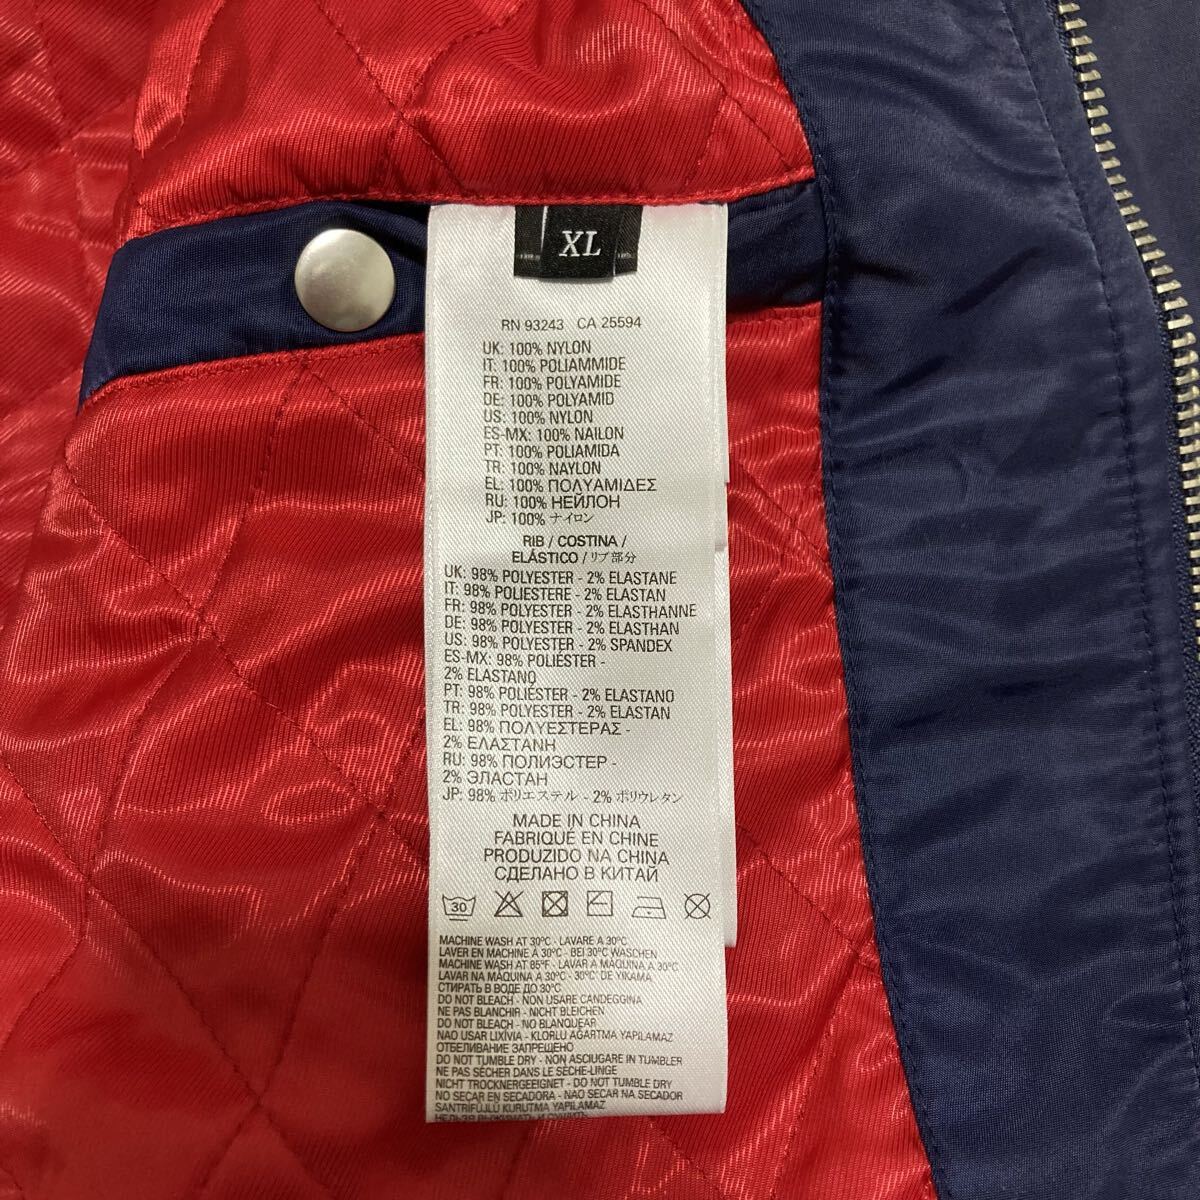 XL
RN 93243 CA 25594
UK: 100% NYLON
IT: 100% POLIAMMIDE
FR: 100% POLYAMIDE
DE: 100% POLYAMID
US: 100% NYLON
ES-MX: 100% NAILON
PT: 100% POLIAMIDA
TR: 100% NAYLON
EL: 100% ΠΟΛΥΑΜΙΔΕΣ
RU: 100% НЕЙЛОН
JP: 100% ナイロン
RIB / COSTINA /
ELÁSTICO / リブ部分
UK: 98% POLYESTER - 2% ELASTANE
IT: 98% POLIESTERE - 2% ELASTAN
FR: 98% POLYESTER - 2% ELASTHANNE
DE: 98% POLYESTER - 2% ELASTHAN
US: 98% POLYESTER - 2% SPANDEX
ES-MX: 98% POLIÉSTER -
2% ELASTANO
PT: 98% POLIÉSTER - 2% ELASTANO
TR: 98% POLYESTER - 2% ELASTAN
EL: 98% ΠΟΛΥΕΣΤΕΡΑΣ -
2% ΕΛΑΣΤΑΝΗ
RU: 98% ПОЛИЭСТЕР -
2% ЭЛАСТАН
JP: 98% ポリエステル - 2% ポリウレタン
MADE IN CHINA
FABRIQUÉ EN CHINE
PRODUZIDO NA CHINA
СДЕЛАНО В КИТАЙ
30
MACHINE WASH AT 30°C - LAVARE A 30°C
LAVER EN MACHINE À 30°C - BEI 30°C WASCHEN
MACHINE WASH AT 85°F - LAVAR A MAQUINA A 30°C
LAVAR NA MÁQUINA A 30°C - 30°C' DE YIKAMA
СТИРАТЬ В ВОДЕ ДО 30°C
DO NOT BLEACH - NON USARE CANDEGGINA
NE PAS BLANCHIR - NICHT BLEICHEN
DO NOT BLEACH - NO BLANQUEAR
NAO USAR LIXÍVIA - KLORLU AĞARTMA YAPILAMAZ
ОТБЕЛИВАНИЕ ЗАПРЕЩЕНО
DO NOT TUMBLE DRY - NON ASCIUGARE IN TUMBLER
NE PAS SÉCHER DANS LE SÈCHE-LINGE
NICHT TROCKNERGEEIGNET - DO NOT TUMBLE DRY
NO SECAR EN SECADORA - NAO SECAR NA SECADOR
SANTRİFÜJLÜ KURUTMA YAPILAMAZ